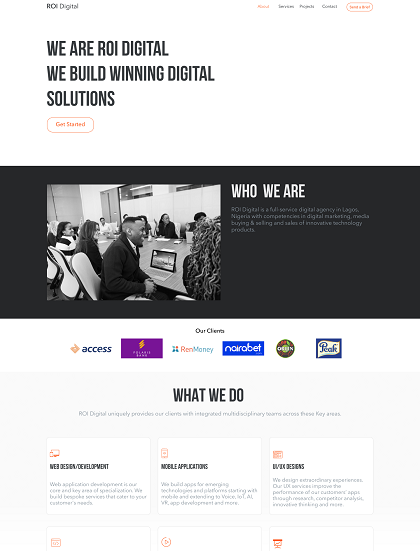 ROI Digital
About Services Projects Contact Send a Brief
WE ARE ROI DIGITAL
WE BUILD WINNING DIGITAL
SOLUTIONS
Get Started
WHO WE ARE
ROI Digital is a full-service digital agency in Lagos,
Nigeria with competencies in digital marketing, media
buying & selling and sales of innovative technology
products.
Our Clients
access
POLARIS
BANK
RenMoney
nairabet
Peak
WHAT WE DO
ROI Digital uniquely provides our clients with integrated multidisciplinary teams across these Key areas.
WEB DESIGN/DEVELOPMENT
Web application development is our
core and key area of specialization. We
build bespoke services that cater to your
customer's needs.
MOBILE APPLICATIONS
We build apps for emerging
technologies and platforms starting with
mobile and extending to Voice, IoT, AI,
VR, app development and more.
UI/UX DESIGNS
We design extraordinary experiences.
Our UX services improve the
performance of our customers' apps
through research, competitor analysis,
innovative thinking and more.